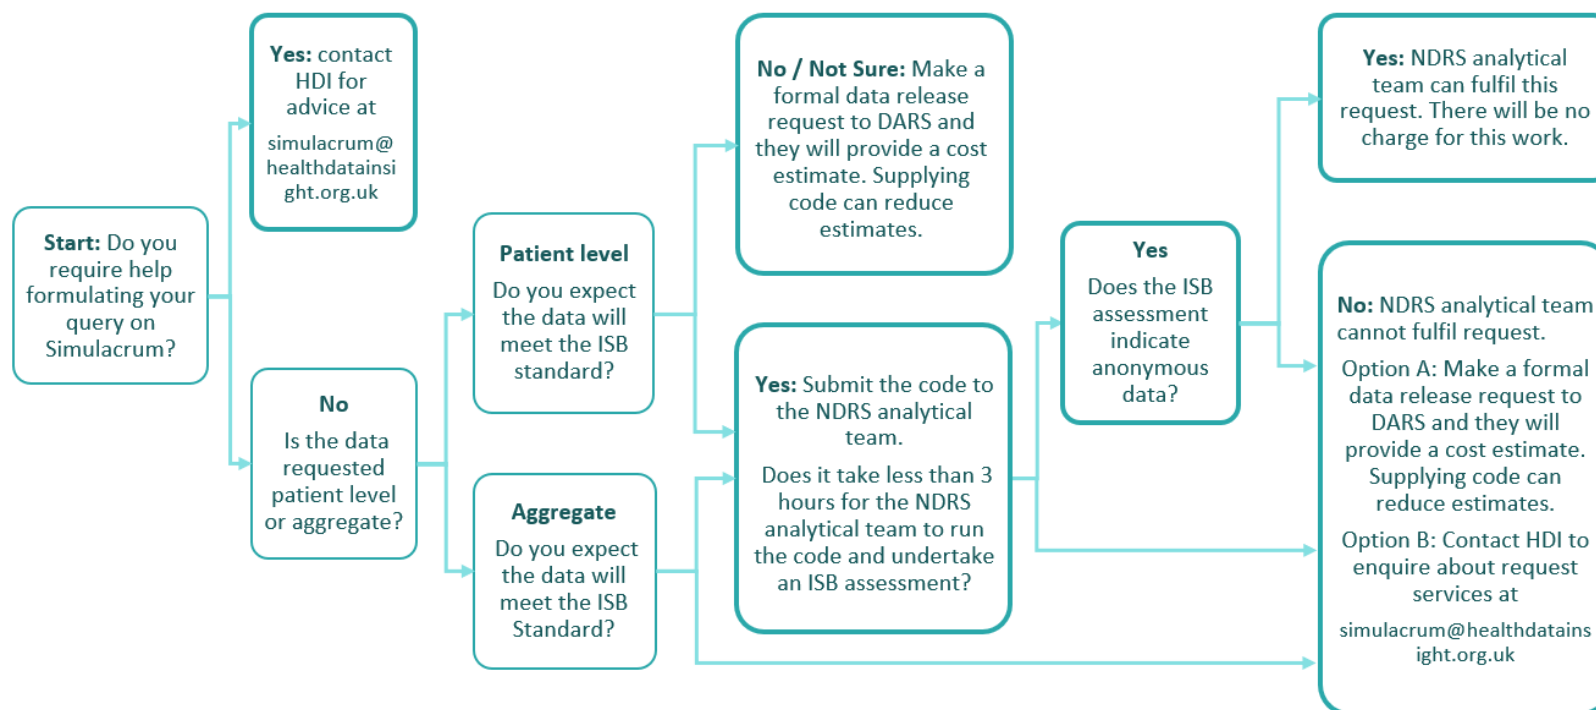 Start: Do you
require help
formulating your
query on
Simulacrum?
Yes: contact
HDI for
advice at
simulacrum@
healthdatainsi
ght.org.uk
No
Is the data
requested
patient level
or aggregate?
Patient level
Do you expect
the data will
meet the ISB
standard?
Aggregate
Do you expect
the data will
meet the ISB
Standard?
No / Not Sure: Make a
formal data release
request to DARS and
they will provide a cost
estimate. Supplying
code can reduce
estimates.
Yes: Submit the code to
the NDRS analytical
team.
Does it take less than 3
hours for the NDRS
analytical team to run
the code and undertake
an ISB assessment?
Yes
Does the ISB
assessment
indicate
anonymous
data?
Yes: NDRS analytical
team can fulfil this
request. There will be no
charge for this work.
No: NDRS analytical team
cannot fulfil request.
Option A: Make a formal
data release request to
DARS and they will
provide a cost estimate.
Supplying code can
reduce estimates.
Option B: Contact HDI to
enquire about request
services at
simulacrum@healthdatains
ight.org.uk